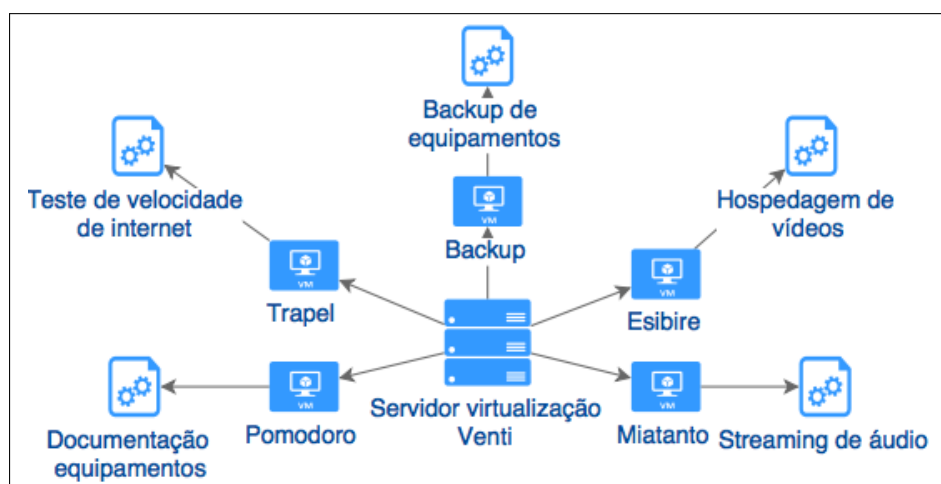 Backup de
equipamentos
Teste de velocidade
de internet
Hospedagem de
vídeos
VM
Backup
VM
Trapel
VM
Esibire
VM
Pomodoro
Servidor virtualização
Venti
VM
Miatanto
Documentação
equipamentos
Streaming de áudio